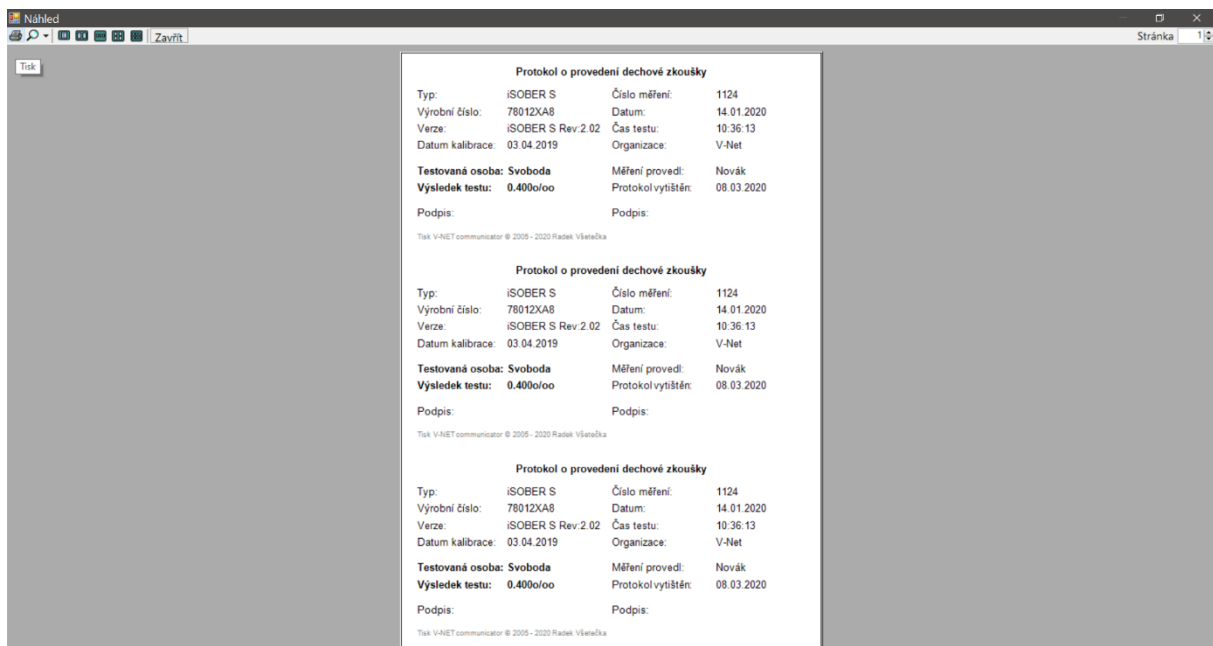 Náhled
Zavřít Stránka 1
Tisk
Protokol o provedení dechové zkoušky
Typ: iSOBER S Číslo měření: 1124
Výrobní číslo: 78012XA8 Datum: 14.01.2020
Verze: iSOBER S Rev:2.02 Čas testu: 10:36:13
Datum kalibrace: 03.04.2019 Organizace: V-Net
Testovaná osoba: Svoboda Měření provedl: Novák
Výsledek testu: 0.400o/oo Protokol vytištěn: 08.03.2020
Podpis: Podpis:
Tisk V-NET communicator © 2005 - 2020 Radek Všetečka
Protokol o provedení dechové zkoušky
Typ: iSOBER S Číslo měření: 1124
Výrobní číslo: 78012XA8 Datum: 14.01.2020
Verze: iSOBER S Rev:2.02 Čas testu: 10:36:13
Datum kalibrace: 03.04.2019 Organizace: V-Net
Testovaná osoba: Svoboda Měření provedl: Novák
Výsledek testu: 0.400o/oo Protokol vytištěn: 08.03.2020
Podpis: Podpis:
Tisk V-NET communicator © 2005 - 2020 Radek Všetečka
Protokol o provedení dechové zkoušky
Typ: iSOBER S Číslo měření: 1124
Výrobní číslo: 78012XA8 Datum: 14.01.2020
Verze: iSOBER S Rev:2.02 Čas testu: 10:36:13
Datum kalibrace: 03.04.2019 Organizace: V-Net
Testovaná osoba: Svoboda Měření provedl: Novák
Výsledek testu: 0.400o/oo Protokol vytištěn: 08.03.2020
Podpis: Podpis:
Tisk V-NET communicator © 2005 - 2020 Radek Všetečka